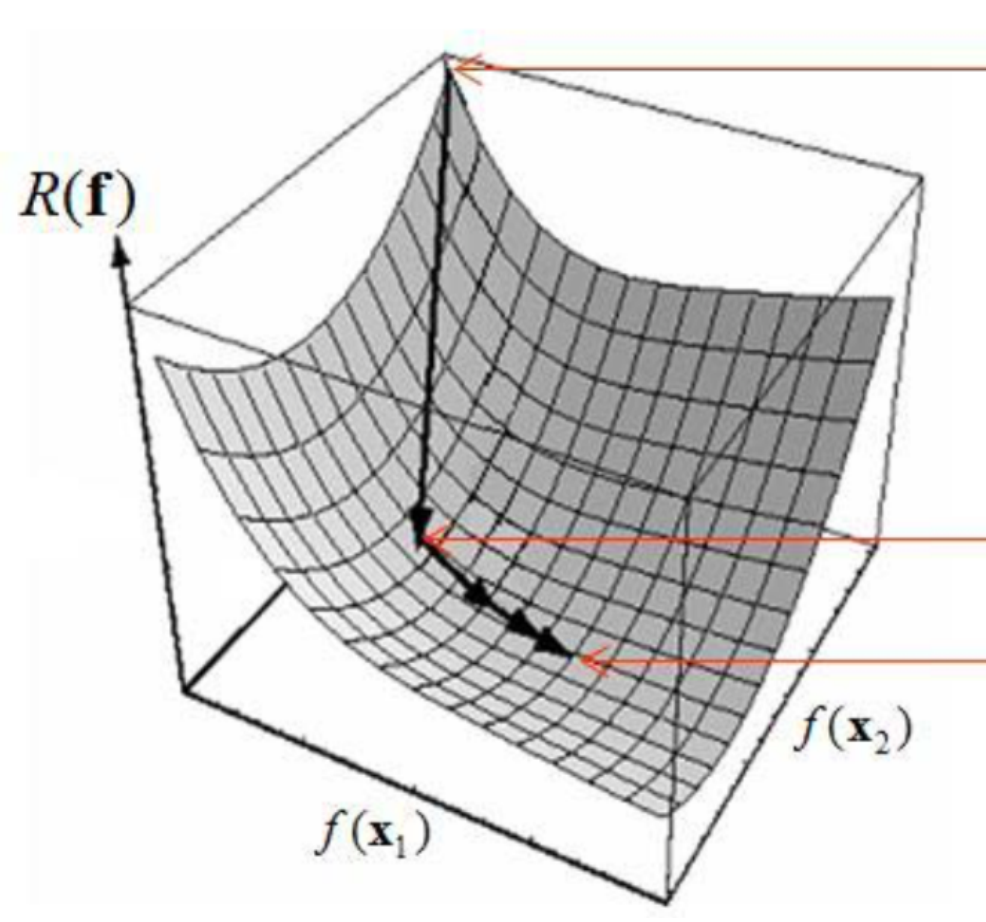 R(f)
f(x₂)
f(x₁)